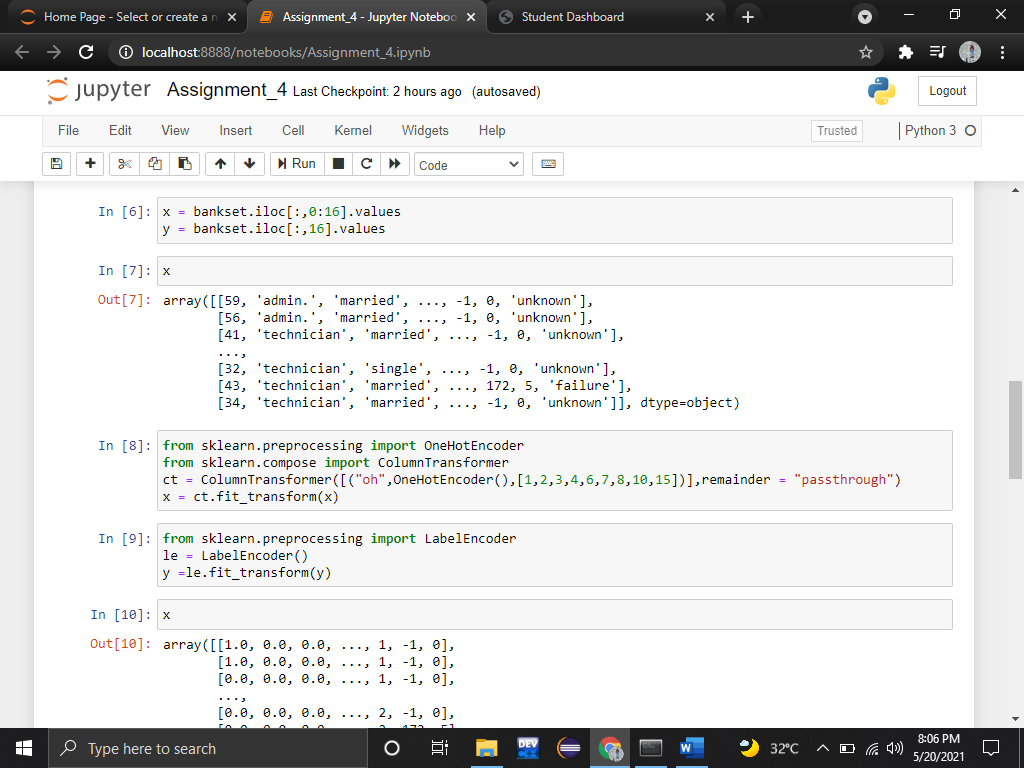 Home Page - Select or create a n
Assignment_4 - Jupyter Noteboo
Student Dashboard
localhost:8888/notebooks/Assignment_4.ipynb
jupyter Assignment_4 Last Checkpoint: 2 hours ago (autosaved)
Logout
File Edit View Insert Cell Kernel Widgets Help
Trusted
Python 3
Run
Code
In [6]: x = bankset.iloc[:,0:16].values
y = bankset.iloc[:,16].values
In [7]: x
Out[7]: array([[59, 'admin.', 'married', ..., -1, 0, 'unknown'],
[56, 'admin.', 'married', ..., -1, 0, 'unknown'],
[41, 'technician', 'married', ..., -1, 0, 'unknown'],
...,
[32, 'technician', 'single', ..., -1, 0, 'unknown'],
[43, 'technician', 'married', ..., 172, 5, 'failure'],
[34, 'technician', 'married', ..., -1, 0, 'unknown']], dtype=object)
In [8]: from sklearn.preprocessing import OneHotEncoder
from sklearn.compose import ColumnTransformer
ct = ColumnTransformer([("oh",OneHotEncoder(),[1,2,3,4,6,7,8,10,15])],remainder = "passthrough")
x = ct.fit_transform(x)
In [9]: from sklearn.preprocessing import LabelEncoder
le = LabelEncoder()
y =le.fit_transform(y)
In [10]: x
Out[10]: array([[1.0, 0.0, 0.0, ..., 1, -1, 0],
[1.0, 0.0, 0.0, ..., 1, -1, 0],
[0.0, 0.0, 0.0, ..., 1, -1, 0],
...,
[0.0, 0.0, 0.0, ..., 2, -1, 0],
Type here to search
DEV
32°C
8:06 PM
5/20/2021